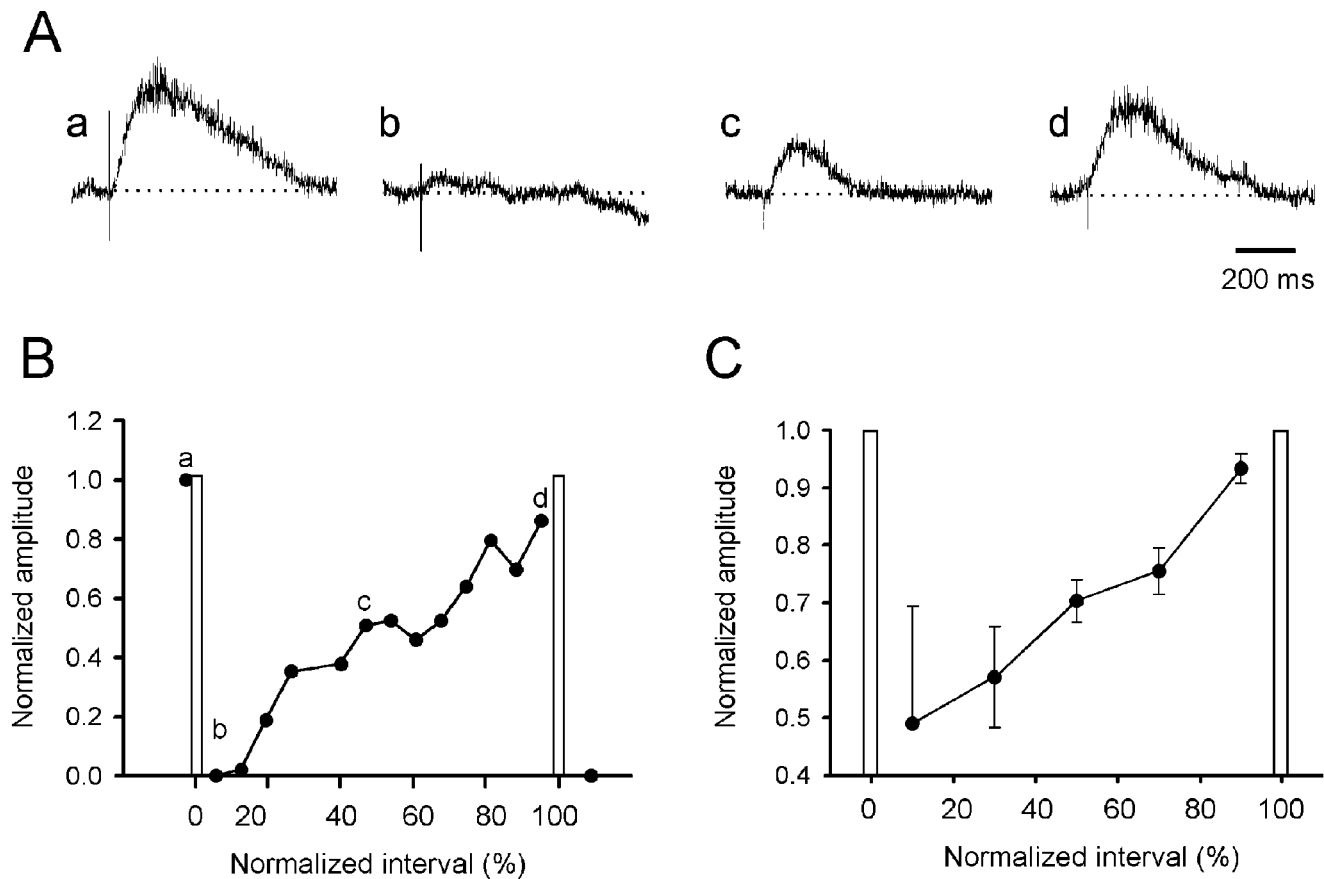 A
a
b
c
d
200 ms
B
a
b
c
d
1.2
1.0
0.8
0.6
0.4
0.2
0.0
Normalized amplitude
0 20 40 60 80 100
Normalized interval (%)
C
1.0
0.9
0.8
0.7
0.6
0.5
0.4
Normalized amplitude
0 20 40 60 80 100
Normalized interval (%)